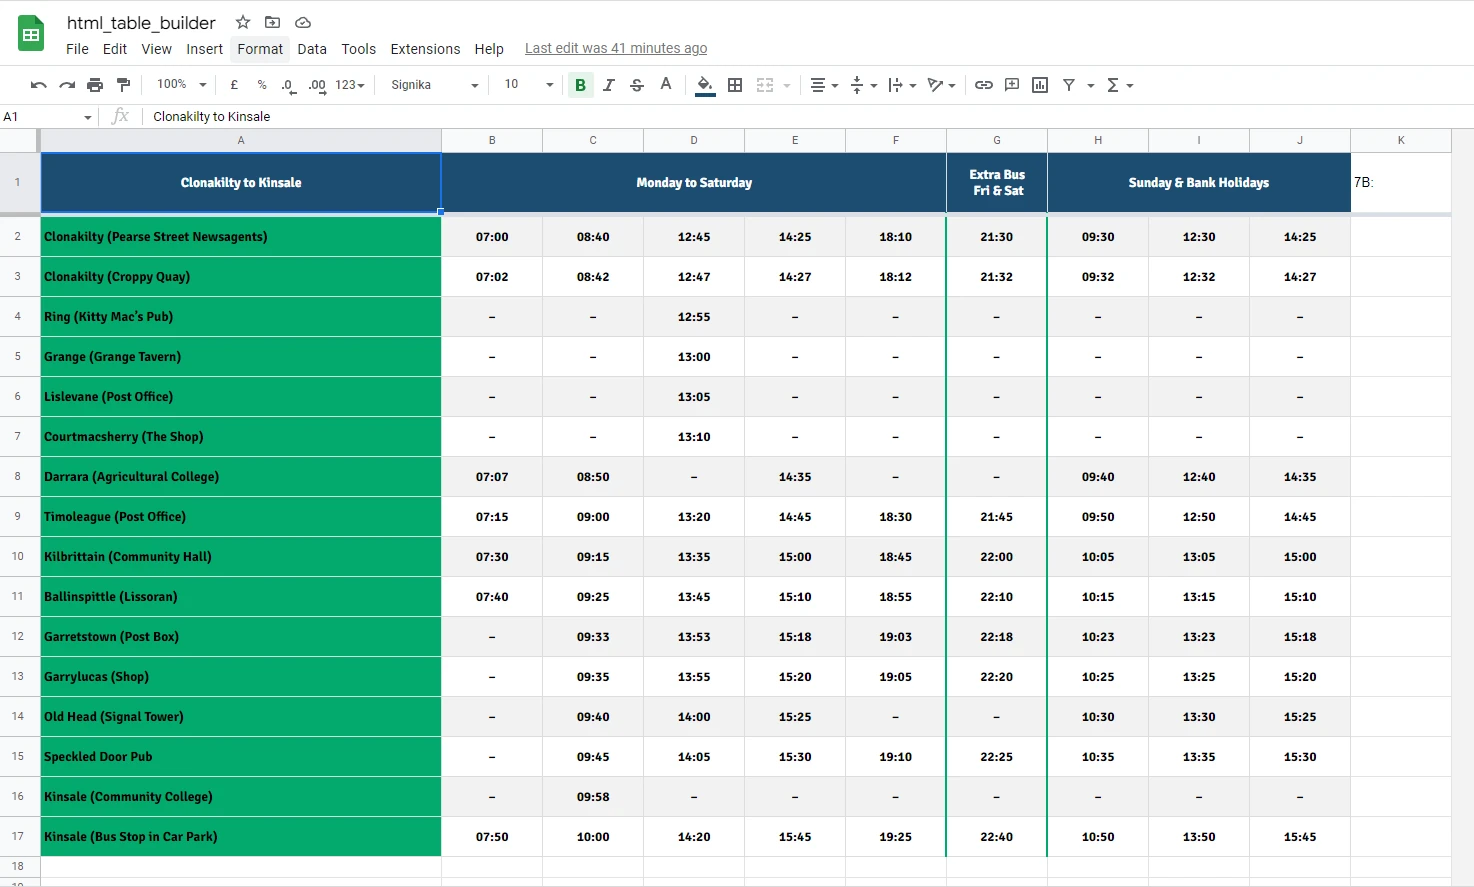 html_table_builder
File Edit View Insert Format Data Tools Extensions Help Last edit was 41 minutes ago
100% £ % .0 .00 123 Signika 10 B I S A Σ
A1 fx Clonakilty to Kinsale
A B C D E F G H I J K
1 Clonakilty to Kinsale Monday to Saturday Extra Bus Fri & Sat Sunday & Bank Holidays 7B:
2 Clonakilty (Pearse Street Newsagents) 07:00 08:40 12:45 14:25 18:10 21:30 09:30 12:30 14:25
3 Clonakilty (Croppy Quay) 07:02 08:42 12:47 14:27 18:12 21:32 09:32 12:32 14:27
4 Ring (Kitty Mac's Pub) – – 12:55 – – – – – –
5 Grange (Grange Tavern) – – 13:00 – – – – – –
6 Lislevane (Post Office) – – 13:05 – – – – – –
7 Courtmacsherry (The Shop) – – 13:10 – – – – – –
8 Darrara (Agricultural College) 07:07 08:50 – 14:35 – – 09:40 12:40 14:35
9 Timoleague (Post Office) 07:15 09:00 13:20 14:45 18:30 21:45 09:50 12:50 14:45
10 Kilbrittain (Community Hall) 07:30 09:15 13:35 15:00 18:45 22:00 10:05 13:05 15:00
11 Ballinspittle (Lissoran) 07:40 09:25 13:45 15:10 18:55 22:10 10:15 13:15 15:10
12 Garretstown (Post Box) – 09:33 13:53 15:18 19:03 22:18 10:23 13:23 15:18
13 Garrylucas (Shop) – 09:35 13:55 15:20 19:05 22:20 10:25 13:25 15:20
14 Old Head (Signal Tower) – 09:40 14:00 15:25 – – 10:30 13:30 15:25
15 Speckled Door Pub – 09:45 14:05 15:30 19:10 22:25 10:35 13:35 15:30
16 Kinsale (Community College) – 09:58 – – – – – – –
17 Kinsale (Bus Stop in Car Park) 07:50 10:00 14:20 15:45 19:25 22:40 10:50 13:50 15:45
18